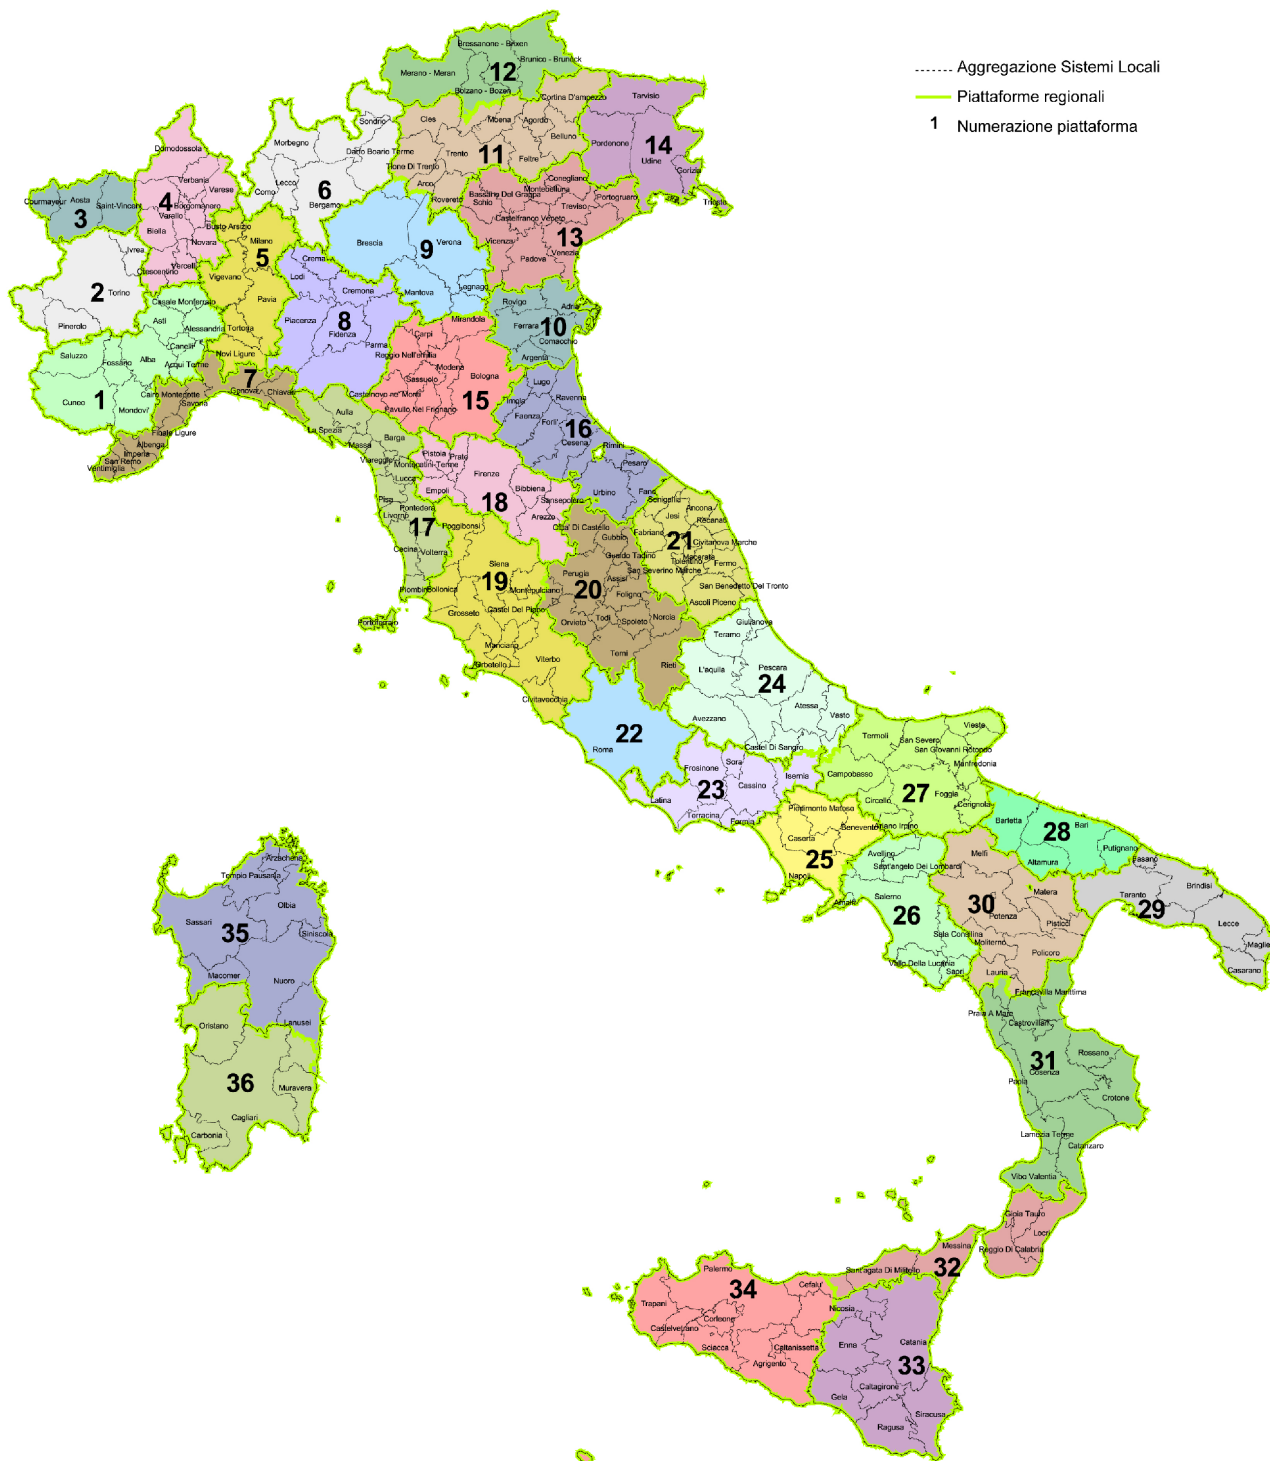 Aggregazione Sistemi Locali
Piattaforme regionali
1 Numerazione piattaforma
Bressanone - Brixen
Brunico - Bruneck
Merano - Meran
12
Bolzano - Bozen
Cortina D'ampezzo
Tarvisio
Cles
Moena
Agordo
Sondrio
Morbegno
Belluno
Pordenone
14
Domodossola
Dario Boario Terme
Trento
11
Feltre
Udine
Tione Di Trento
Gorizia
Verbania
Lecco
6
Arco
Conegliano
Varese
Como
Bergamo
Rovereto
Bassano Del Grappa
Montebelluna
Portogruaro
Courmayeur
Aosta
Saint-Vincent
4
Borgomanero
Schio
Treviso
Trieste
3
Varallo
Castelfranco Veneto
Biella
Busto Arsizio
Milano
Brescia
9
Verona
Vicenza
13
Novara
5
Venezia
Ivrea
Crema
Padova
Crescentino
Vercelli
Vigevano
Lodi
2
Torino
Cremona
Mantova
Legnago
Casale Monferrato
Pavia
Rovigo
Adria
Pinerolo
Asti
Alessandria
Tortona
Piacenza
8
Fidenza
Mirandola
Ferrara
10
Canelli
Parma
Carpi
Comacchio
Saluzzo
Fossano
Alba
Acqui Terme
Novi Ligure
Reggio Nell'emilia
Argenta
Modena
Bologna
7
Sassuolo
Cuneo
1
Mondovi'
Cairo Montenotte
Genova
Chiavari
Castelnovo ne' Monti
15
Lugo
Savona
Pavullo Nel Frignano
Imola
Ravenna
Aulla
Faenza
Forli'
16
Finale Ligure
La Spezia
Cesena
Albenga
Massa
Barga
Rimini
Imperia
Pistoia
Prato
San Remo
Viareggio
Montecatini-Terme
Pesaro
Ventimiglia
Firenze
Lucca
Empoli
Bibbiena
Urbino
Fano
Pisa
18
Sansepolcro
Senigallia
Pontedera
Ancona
Livorno
Arezzo
Jesi
Recanati
17
Poggibonsi
Citta' Di Castello
Fabriano
21
Civitanova Marche
Gubbio
Cecina
Volterra
Gualdo Tadino
Macerata
Siena
Tolentino
Fermo
Perugia
San Severino Marche
19
Assisi
Piombino
Follonica
Montepulciano
20
Foligno
San Benedetto Del Tronto
Grosseto
Castel Del Piano
Ascoli Piceno
Portoferraio
Orvieto
Todi
Spoleto
Norcia
Giulianova
Manciano
Teramo
Viterbo
Terni
Orbetello
Rieti
L'aquila
Pescara
24
Civitavecchia
Atessa
Avezzano
Vasto
22
Vieste
Roma
Castel Di Sangro
Termoli
San Severo
San Giovanni Rotondo
Frosinone
Sora
Isernia
Campobasso
Manfredonia
23
Cassino
27
Foggia
Latina
Circello
Cerignola
Terracina
Formia
Piedimonte Matese
Ariano Irpino
Barletta
Bari
28
Caserta
Benevento
Putignano
Avellino
Melfi
Altamura
25
Sant'angelo Dei Lombardi
Fasano
Napoli
Brindisi
Amalfi
Salerno
30
Matera
Taranto
29
26
Potenza
Pisticci
Lecce
Sala Consilina
Moliterno
Maglie
Policoro
Vallo Della Lucania
Sapri
Lauria
Casarano
Arzachena
Tempio Pausania
Olbia
Sassari
35
Siniscola
Macomer
Nuoro
Francavilla Marittima
Praia A Mare
Lanusei
Castrovillari
Oristano
Rossano
31
Cosenza
36
Paola
Muravera
Crotone
Cagliari
Carbonia
Lamezia Terme
Catanzaro
Vibo Valentia
Gioia Tauro
Locri
Messina
Reggio Di Calabria
Palermo
Sant'agata Di Militello
32
34
Cefalu'
Trapani
Nicosia
Corleone
Castelvetrano
Catania
Sciacca
Caltanissetta
Enna
33
Agrigento
Caltagirone
Gela
Siracusa
Ragusa